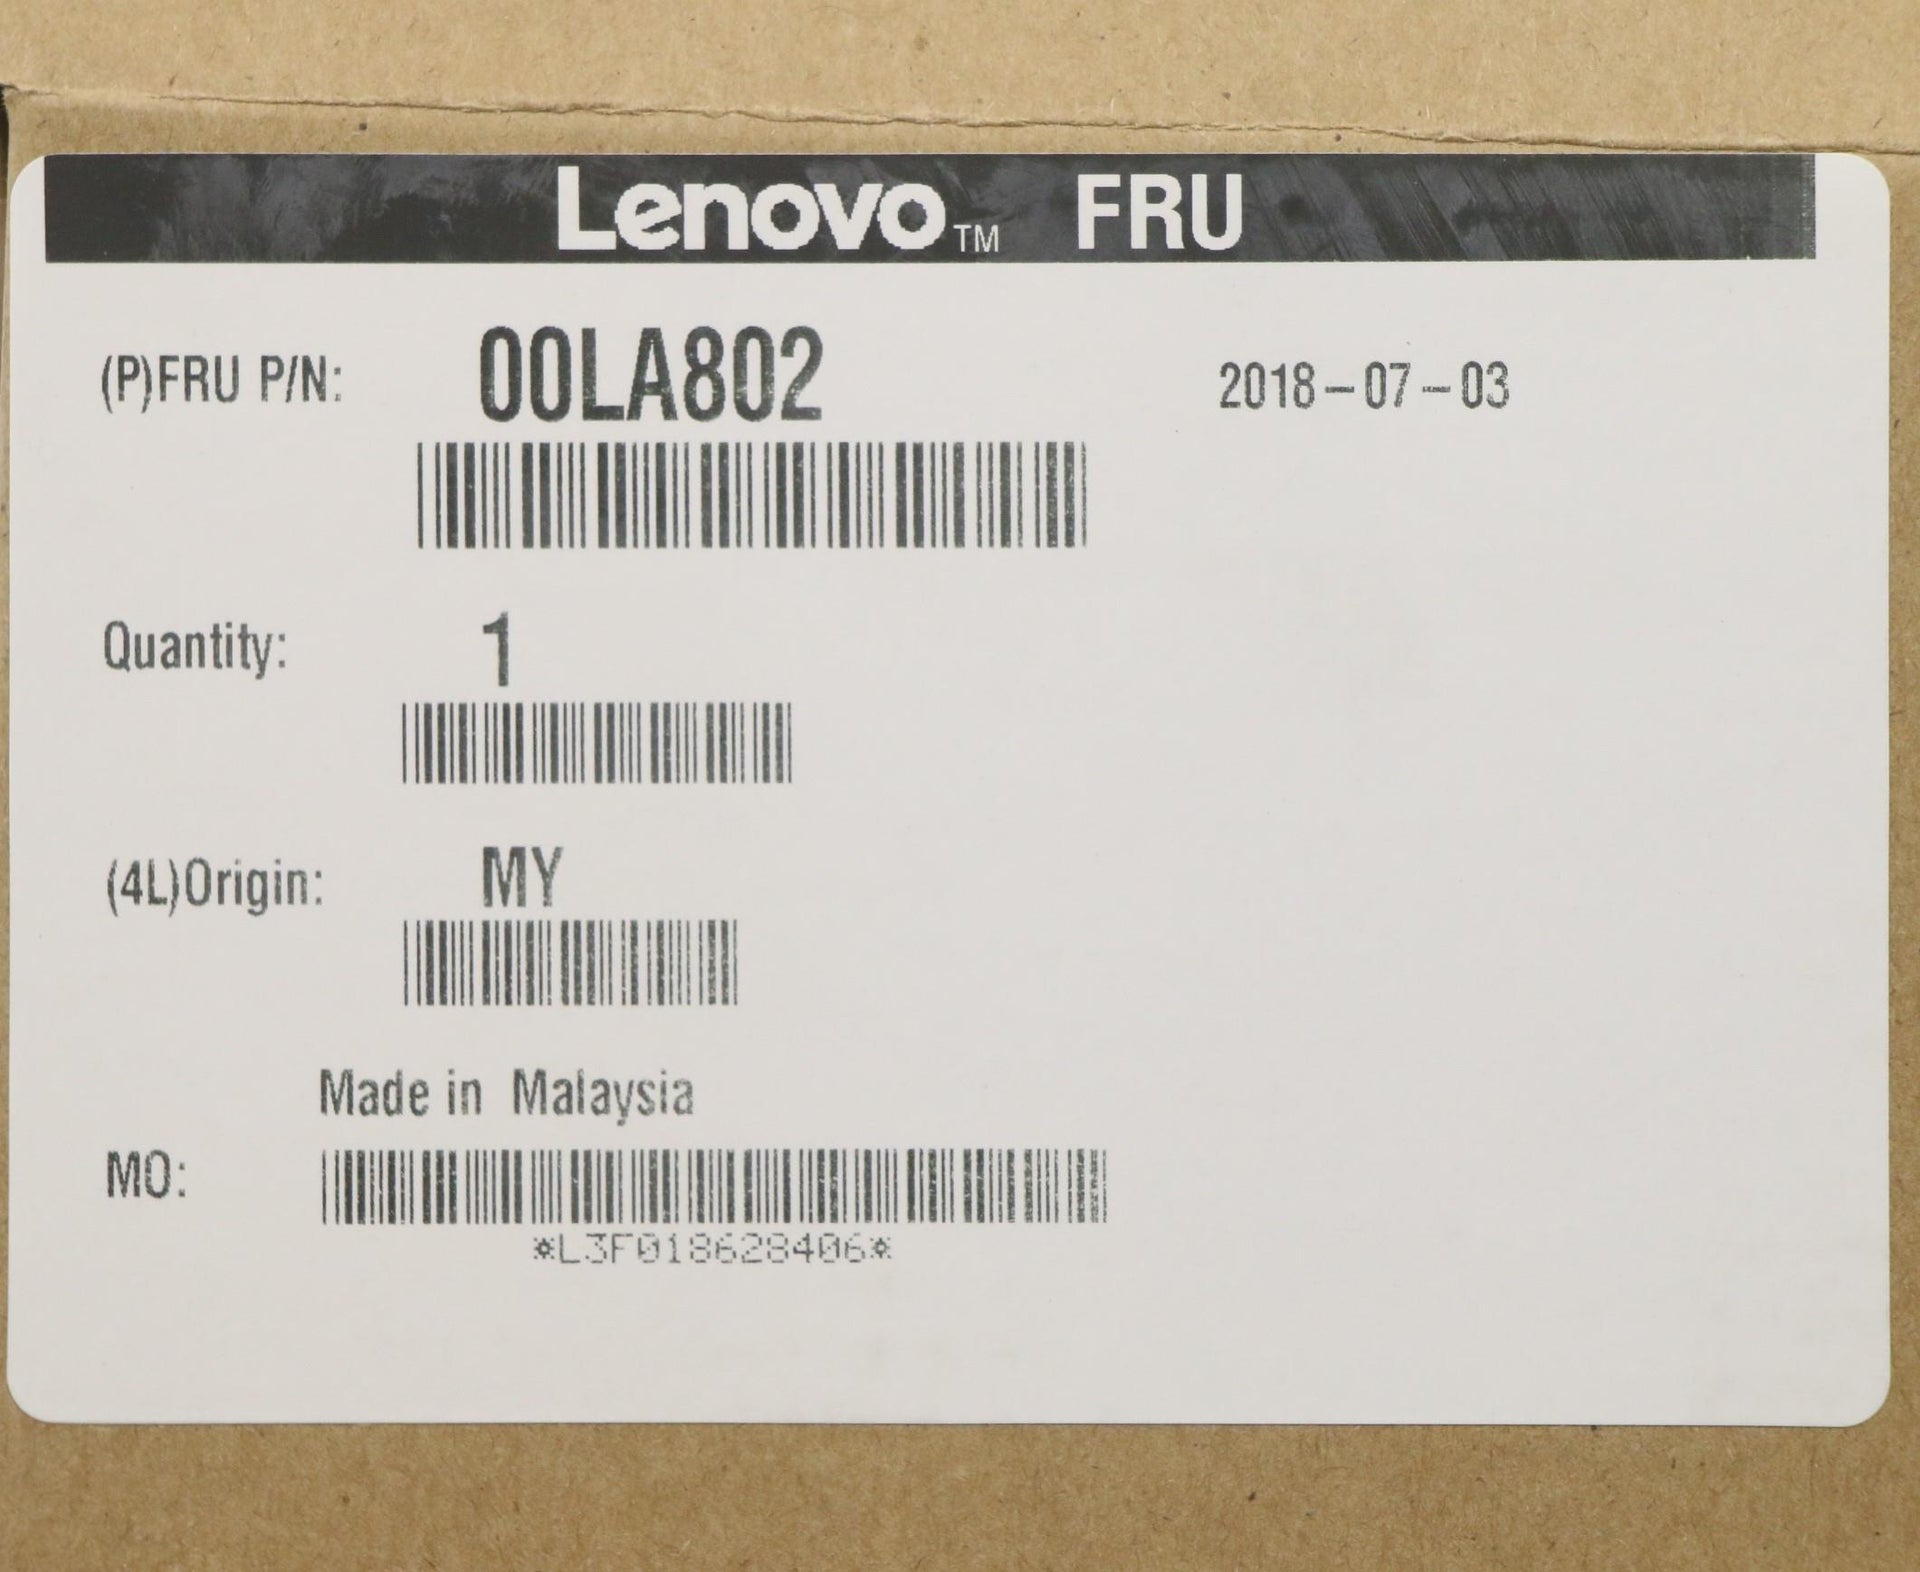 Lenovo™ FRU
(P)FRU P/N: 00LA802 2018-07-03
Quantity: 1
(4L)Origin: MY
Made in Malaysia
MO:
*L3F018628406*